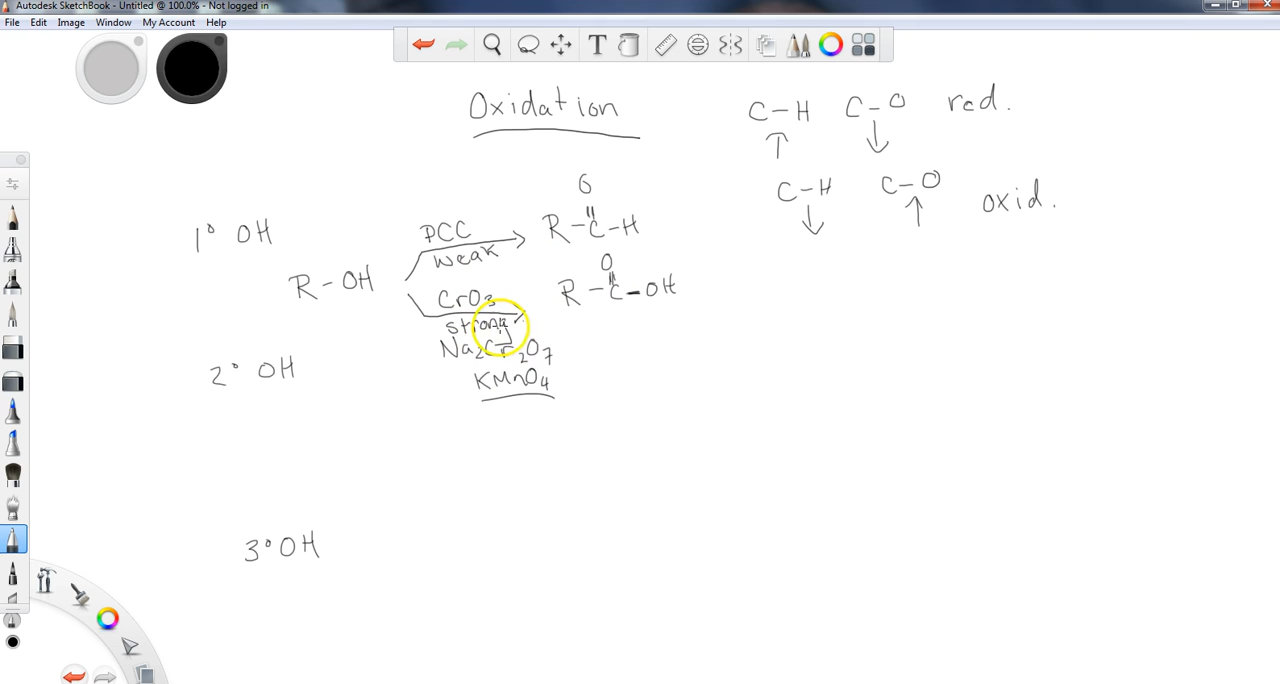 Autodesk SketchBook - Untitled @ 100.0% - Not logged in
File Edit Image Window My Account Help
Oxidation
C-H C-O red.
↑ ↓
C-H C-O oxid.
↓ ↑
1° OH
PCC
weak
O
R-C-H
R-OH
CrO3
strong
Na2Cr2O7
KMnO4
O
R-C-OH
2° OH
3° OH